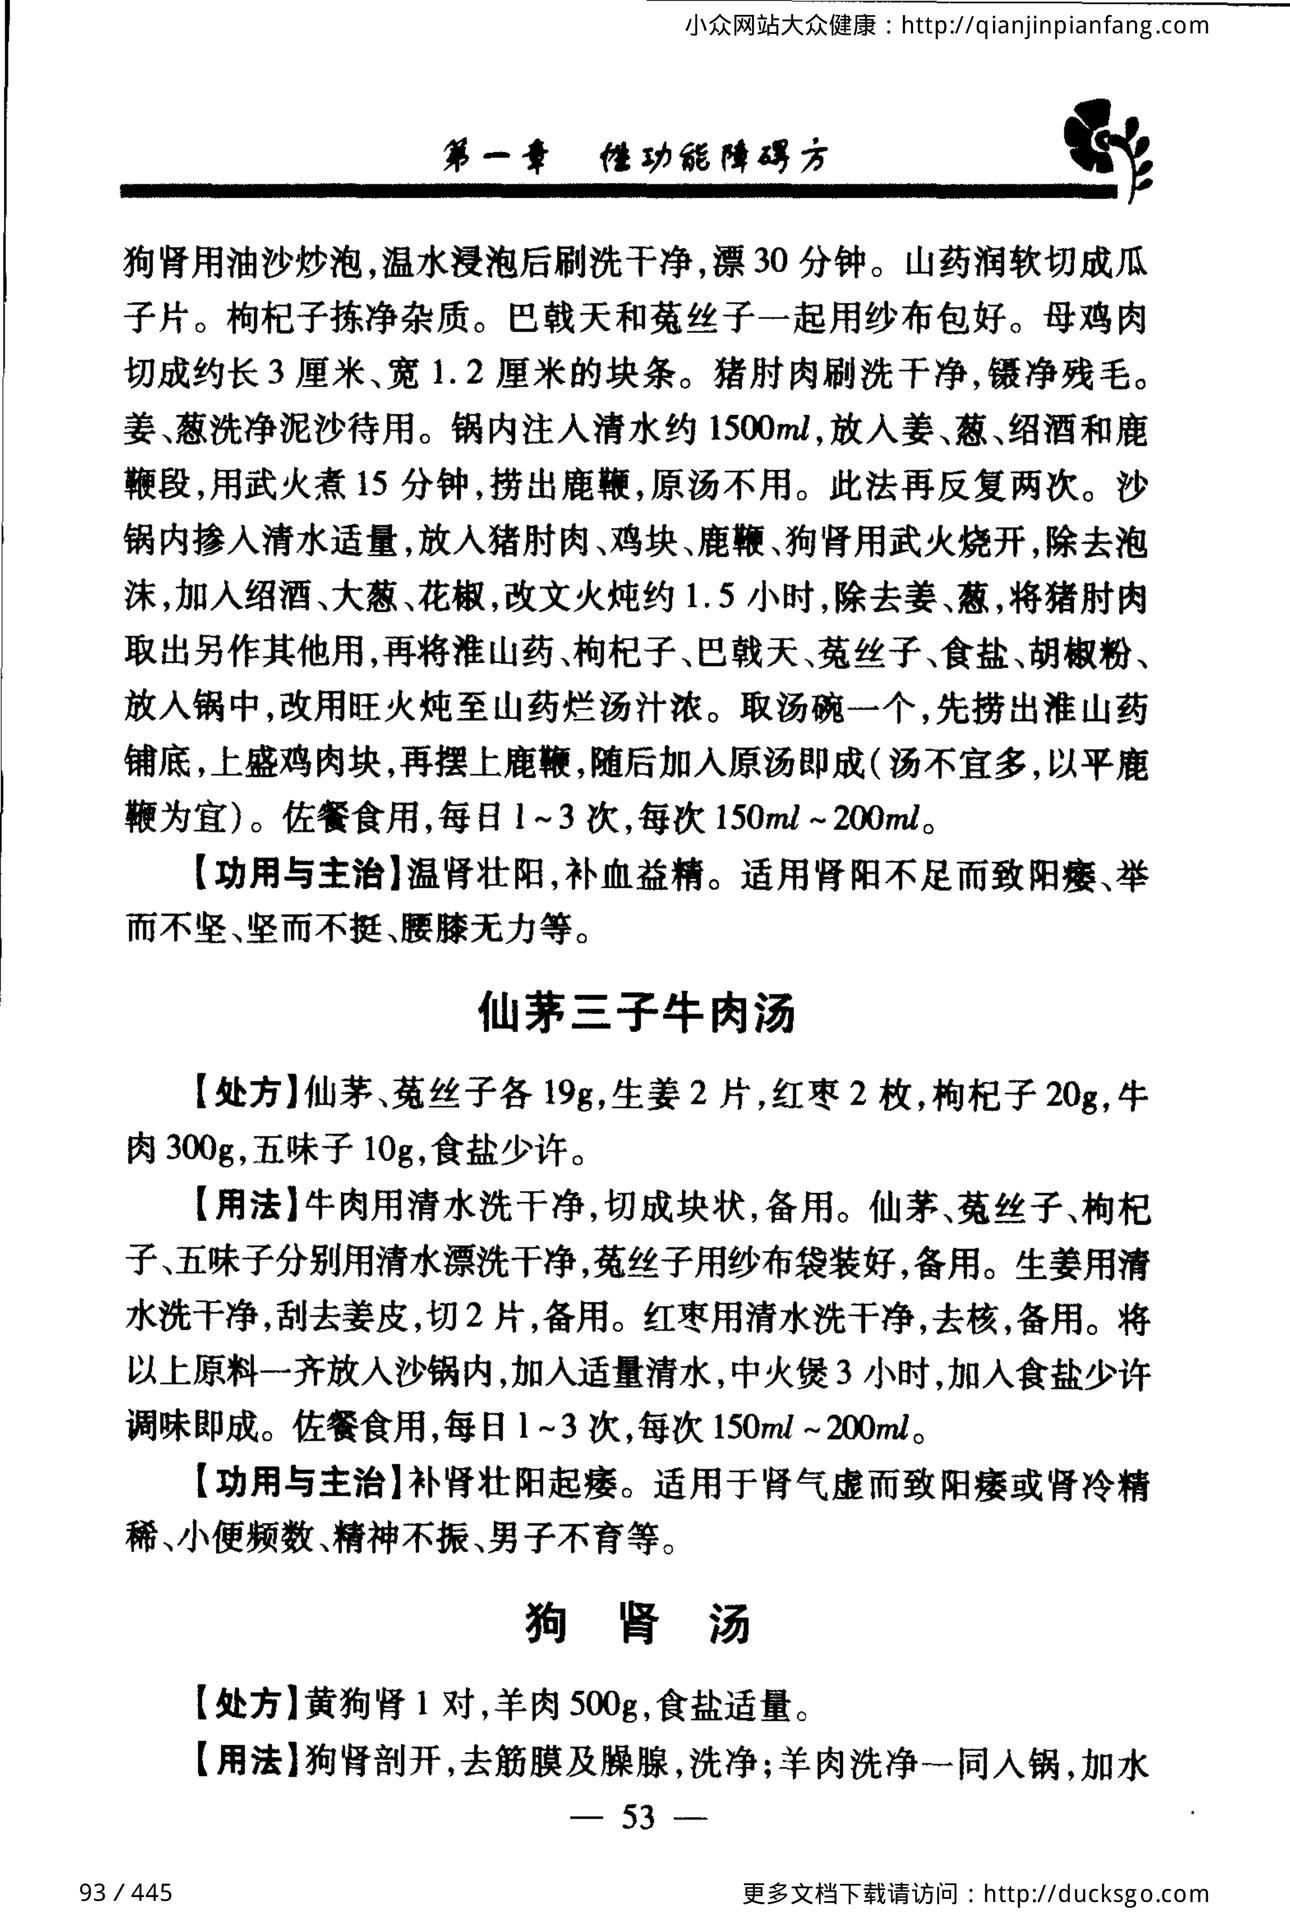 小众网站大众健康：http://qianjinpianfang.com
第一章　性功能障碍方
狗肾用油沙炒泡,温水浸泡后刷洗干净,漂30 分钟。山药润软切成瓜
子片。枸杞子拣净杂质。巴戟天和菟丝子一起用纱布包好。母鸡肉
切成约长 3 厘米、宽 1.2 厘米的块条。猪肘肉刷洗干净,镊净残毛。
姜、葱洗净泥沙待用。锅内注入清水约 1500ml,放入姜、葱、绍酒和鹿
鞭段,用武火煮 15 分钟,捞出鹿鞭,原汤不用。此法再反复两次。沙
锅内掺入清水适量,放入猪肘肉、鸡块、鹿鞭、狗肾用武火烧开,除去泡
沫,加入绍酒、大葱、花椒,改文火炖约 1.5 小时,除去姜、葱,将猪肘肉
取出另作其他用,再将淮山药、枸杞子、巴戟天、菟丝子、食盐、胡椒粉、
放入锅中,改用旺火炖至山药烂汤汁浓。取汤碗一个,先捞出淮山药
铺底,上盛鸡肉块,再摆上鹿鞭,随后加入原汤即成(汤不宜多,以平鹿
鞭为宜)。佐餐食用,每日 1~3 次,每次 150ml ~200ml。
【功用与主治】温肾壮阳,补血益精。适用肾阳不足而致阳痿、举
而不坚、坚而不挺、腰膝无力等。
仙茅三子牛肉汤
【处方】仙茅、菟丝子各 19g,生姜 2 片,红枣 2 枚,枸杞子 20g,牛
肉 300g,五味子 10g,食盐少许。
【用法】牛肉用清水洗干净,切成块状,备用。仙茅、菟丝子、枸杞
子、五味子分别用清水漂洗干净,菟丝子用纱布袋装好,备用。生姜用清
水洗干净,刮去姜皮,切 2 片,备用。红枣用清水洗干净,去核,备用。将
以上原料一齐放入沙锅内,加入适量清水,中火煲 3 小时,加入食盐少许
调味即成。佐餐食用,每日 1~3 次,每次 150ml ~200ml。
【功用与主治】补肾壮阳起痿。适用于肾气虚而致阳痿或肾冷精
稀、小便频数、精神不振、男子不育等。
狗　肾　汤
【处方】黄狗肾 1 对,羊肉 500g,食盐适量。
【用法】狗肾剖开,去筋膜及臊腺,洗净;羊肉洗净一同入锅,加水
— 53 —
93 / 445
更多文档下载请访问：http://ducksgo.com